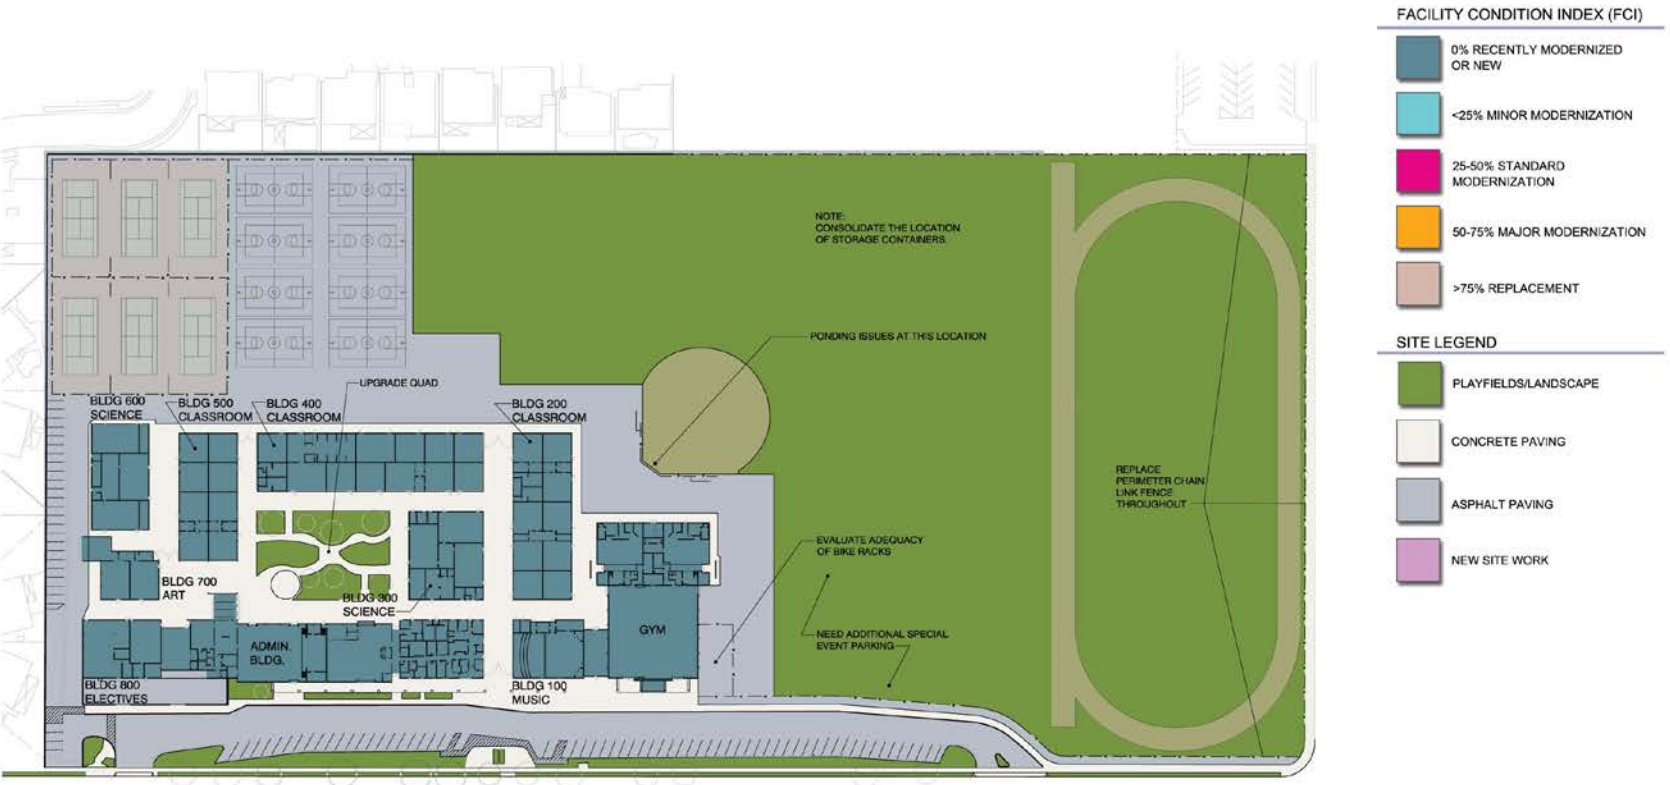 FACILITY CONDITION INDEX (FCI)
0% RECENTLY MODERNIZED
OR NEW
<25% MINOR MODERNIZATION
25-50% STANDARD
MODERNIZATION
50-75% MAJOR MODERNIZATION
>75% REPLACEMENT
SITE LEGEND
PLAYFIELDS/LANDSCAPE
CONCRETE PAVING
ASPHALT PAVING
NEW SITE WORK
NOTE:
CONSOLIDATE THE LOCATION
OF STORAGE CONTAINERS.
PONDING ISSUES AT THIS LOCATION
UPGRADE QUAD
BLDG 600
SCIENCE
BLDG 500
CLASSROOM
BLDG 400
CLASSROOM
BLDG 200
CLASSROOM
REPLACE
PERIMETER CHAIN
LINK FENCE
THROUGHOUT
EVALUATE ADEQUACY
OF BIKE RACKS
BLDG 700
ART
BLDG 300
SCIENCE
GYM
NEED ADDITIONAL SPECIAL
EVENT PARKING
ADMIN.
BLDG.
BLDG 800
ELECTIVES
BLDG 100
MUSIC